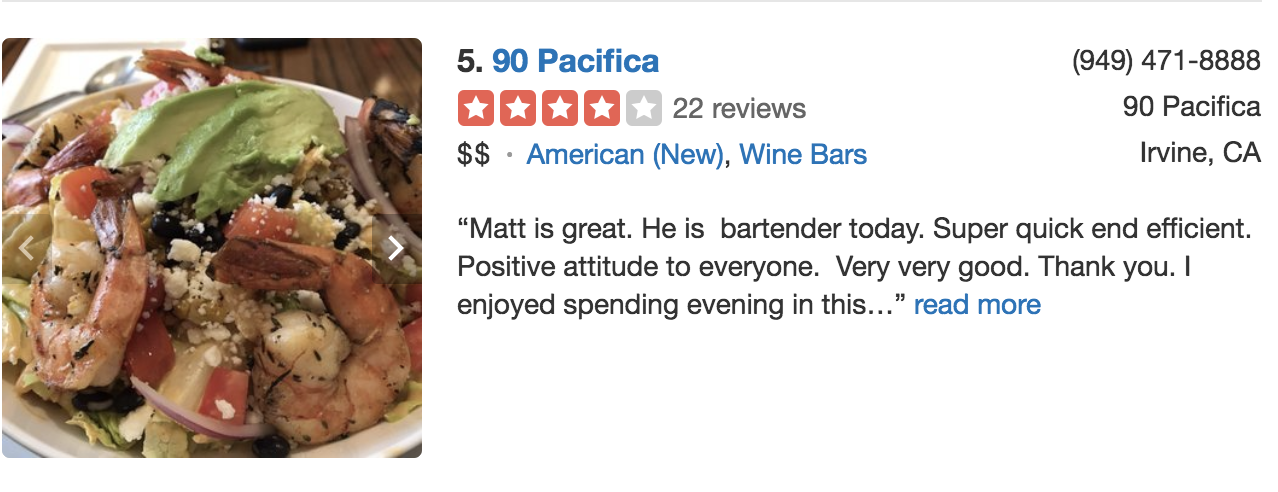 5. 90 Pacifica
22 reviews
$$ · American (New), Wine Bars
(949) 471-8888
90 Pacifica
Irvine, CA
“Matt is great. He is  bartender today. Super quick end efficient.
Positive attitude to everyone.  Very very good. Thank you. I
enjoyed spending evening in this…” read more